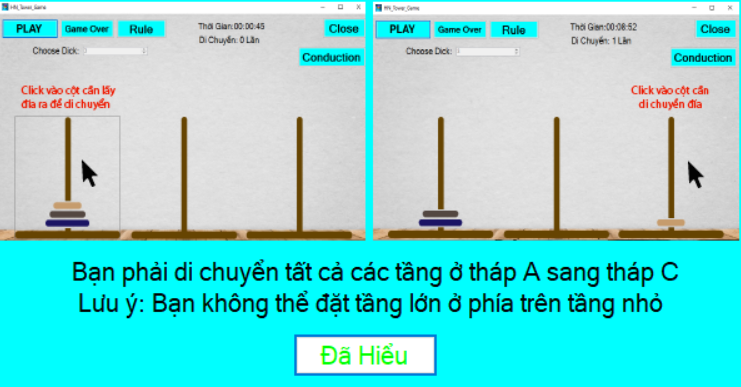 HN_Tower_Game
PLAY
Game Over
Rule
Thời Gian:00:00:45
Di Chuyển: 0 Lần
Close
Choose Dick:
Conduction
Click vào cột cần lấy
đĩa ra để di chuyển
HN_Tower_Game
PLAY
Game Over
Rule
Thời Gian:00:08:52
Di Chuyển: 1 Lần
Close
Choose Dick:
Conduction
Click vào cột cần
di chuyển đĩa
Bạn phải di chuyển tất cả các tầng ở tháp A sang tháp C
Lưu ý: Bạn không thể đặt tầng lớn ở phía trên tầng nhỏ
Đã Hiểu